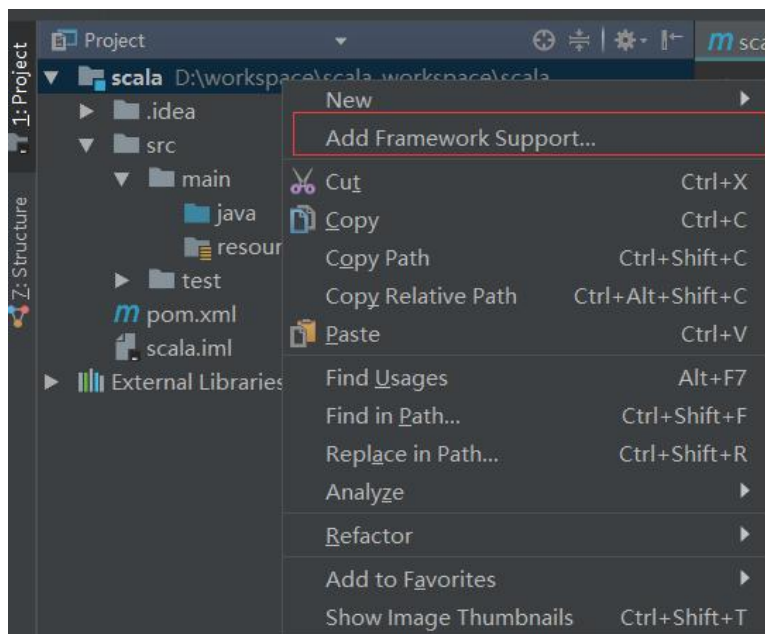 1: Project
Z: Structure
Project
m sca
scala D:\workspace\scala_workspace\scala
.idea
src
main
java
resour
test
m pom.xml
scala.iml
External Libraries
New
Add Framework Support...
Cut Ctrl+X
Copy Ctrl+C
Copy Path Ctrl+Shift+C
Copy Relative Path Ctrl+Alt+Shift+C
Paste Ctrl+V
Find Usages Alt+F7
Find in Path... Ctrl+Shift+F
Replace in Path... Ctrl+Shift+R
Analyze
Refactor
Add to Favorites
Show Image Thumbnails Ctrl+Shift+T